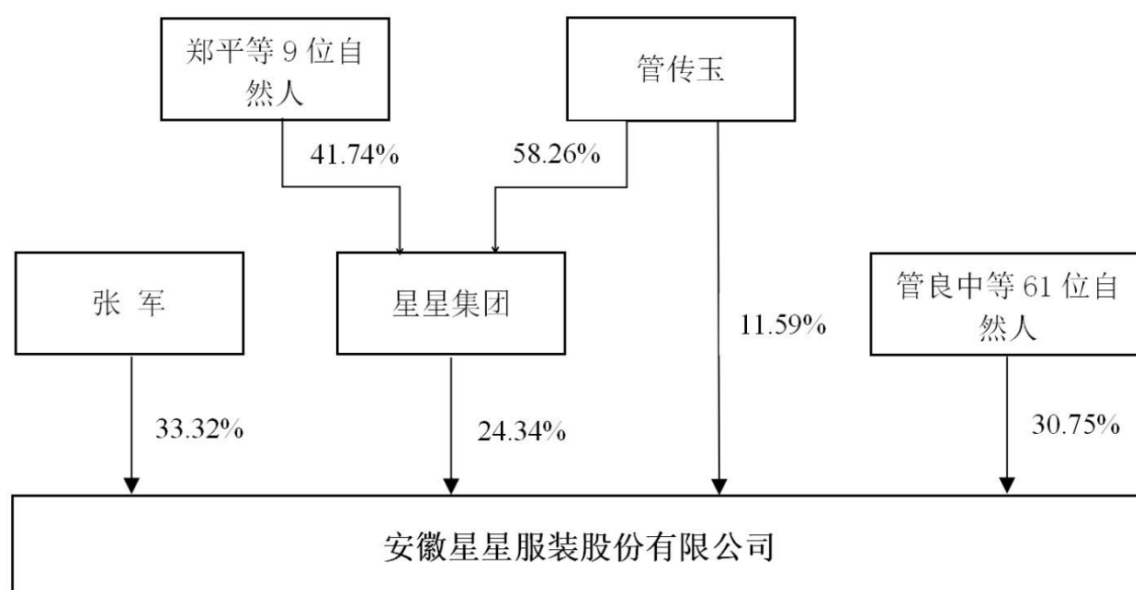 郑平等 9 位自
然人
管传玉
41.74%
58.26%
张 军
星星集团
管良中等 61 位自
然人
11.59%
33.32%
24.34%
30.75%
安徽星星服装股份有限公司